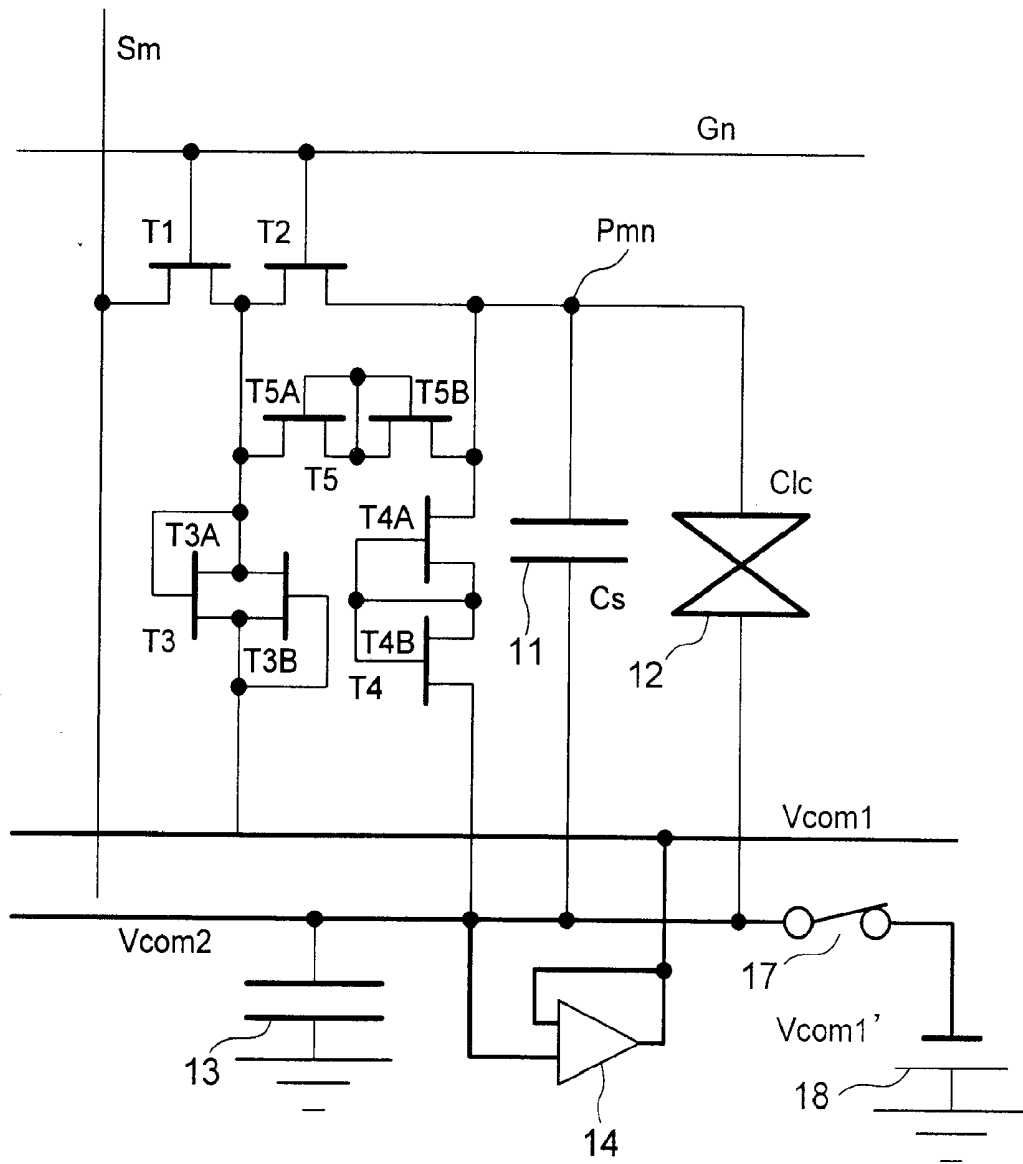 Sm
Gn
T1
T2
Pmn
T5A
T5B
T5
Clc
T4A
T3A
Cs
11
T4B
T3
T3B
T4
12
Vcom1
Vcom2
17
Vcom1’
13
18
14